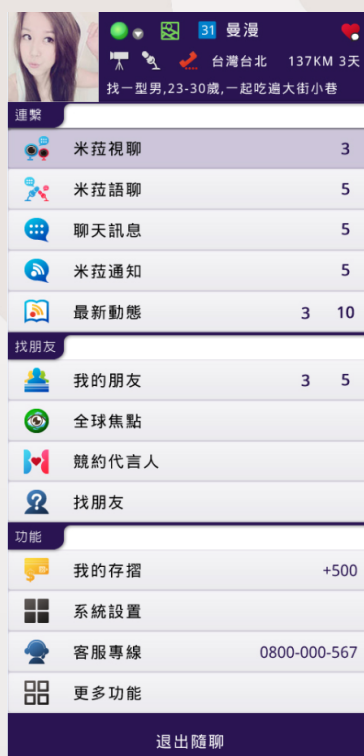 31 曼漫
台灣台北 137KM 3天
找一型男,23-30歲,一起吃遍大街小巷
連繫
米菈視聊 3
米菈語聊 5
聊天訊息 5
米菈通知 5
最新動態 3 10
找朋友
我的朋友 3 5
全球焦點
競約代言人
找朋友
功能
我的存摺 +500
系統設置
客服專線 0800-000-567
更多功能
退出隨聊